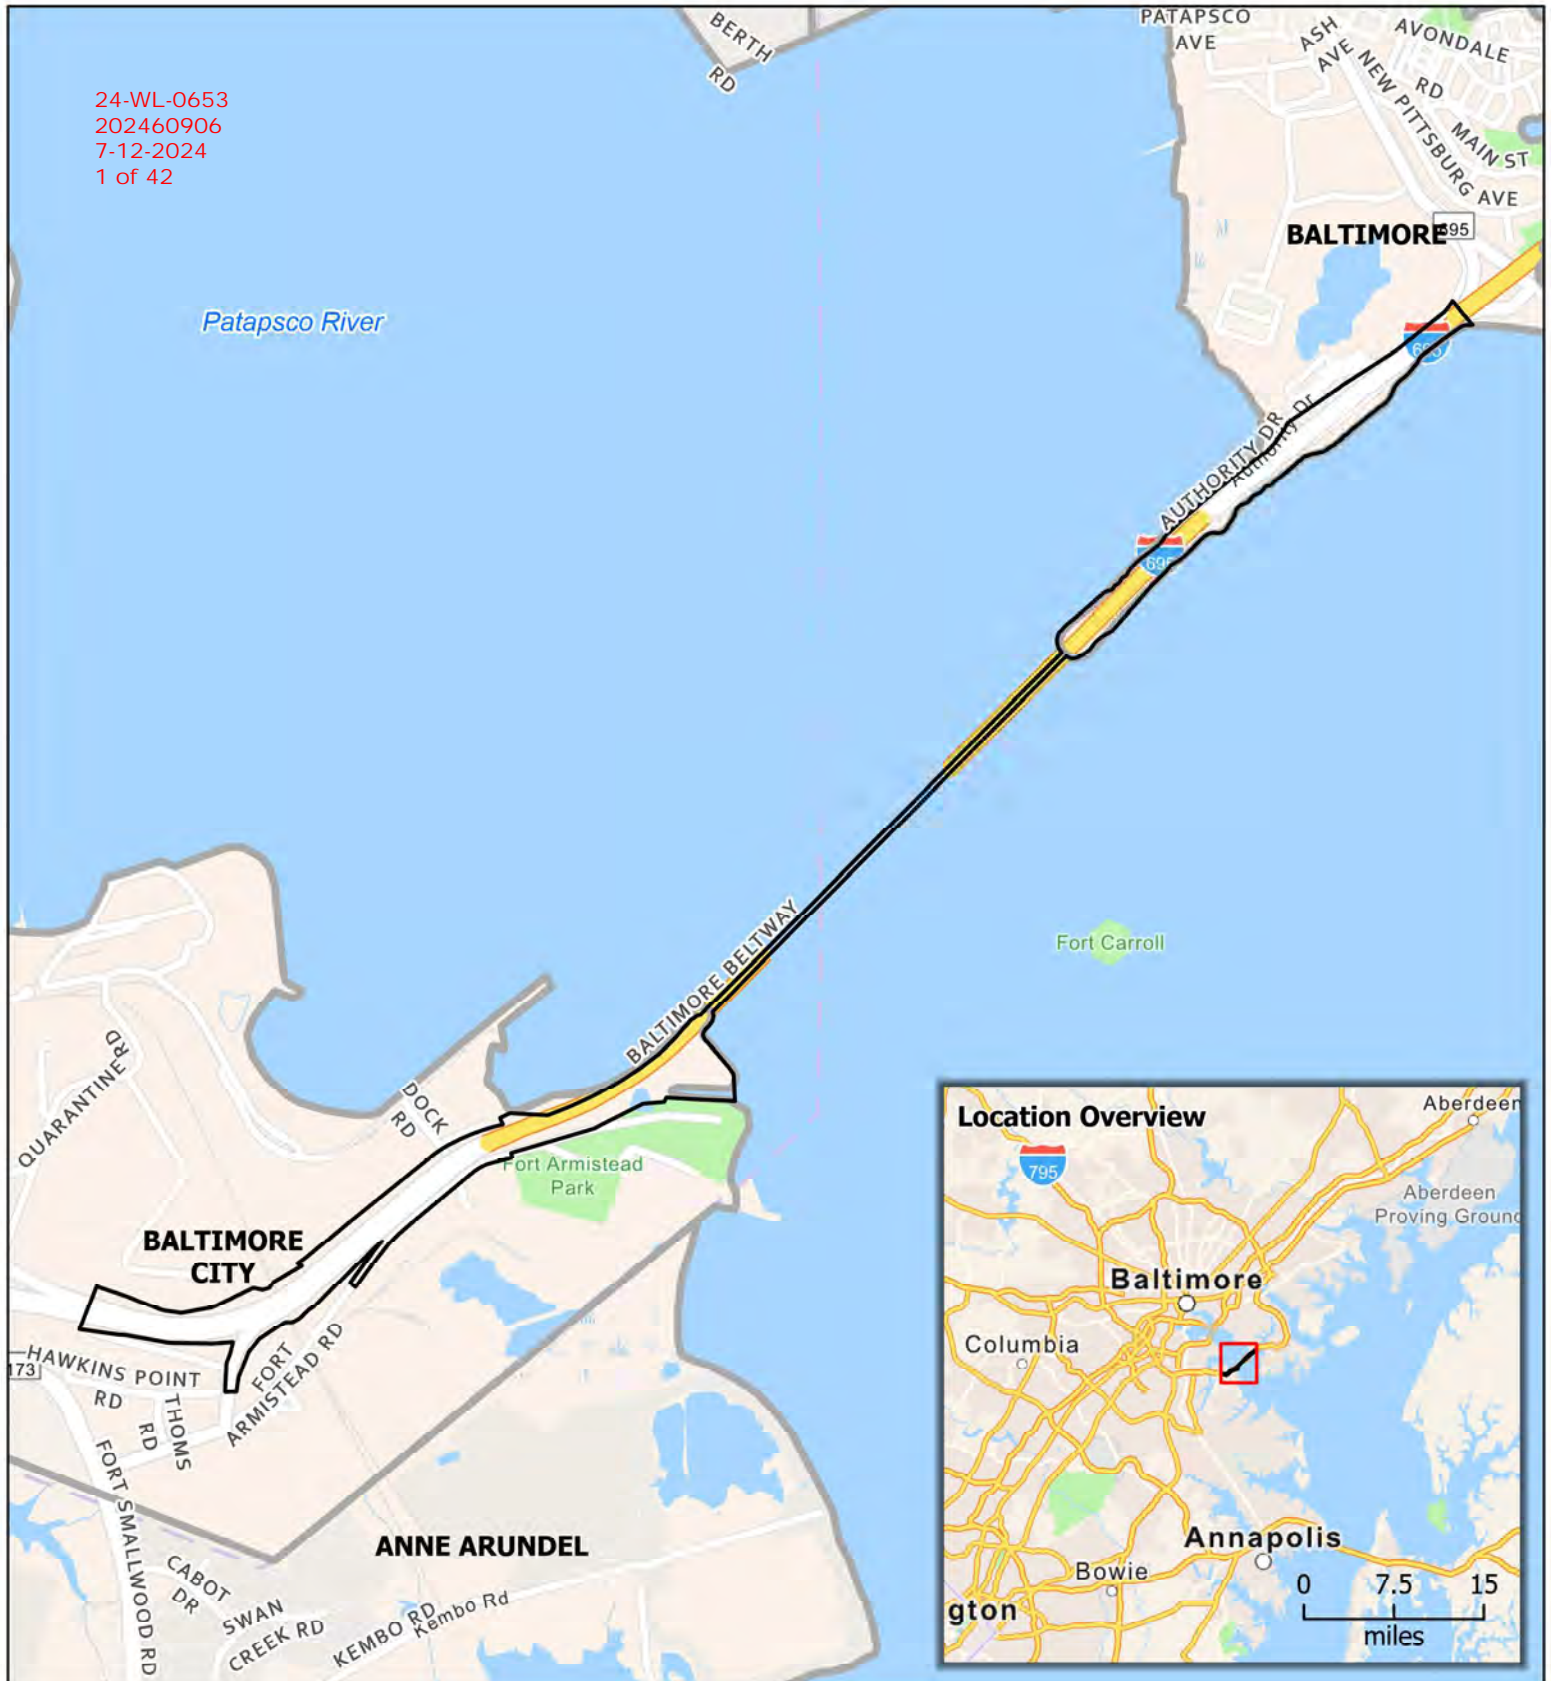 24-WL-0653
202460906
7-12-2024
1 of 42
BERTH
RD
PATAPSCO
AVE
ASH
AVE
AVONDALE
RD
NEW PITTSBURG AVE
MAIN ST
695
BALTIMORE
Patapsco River
695
AUTHORITY DR
Authority Dr
695
BALTIMORE BELTWAY
Fort Carroll
QUARANTINE
RD
DOCK
RD
Fort Armistead
Park
BALTIMORE
CITY
173
HAWKINS POINT
RD
THOMS
RD
FORT
ARMISTEAD RD
FORT SMALLWOOD RD
ANNE ARUNDEL
CABOT
DR
SWAN
CREEK RD
KEMBO RD
Kembo Rd
Location Overview
795
Aberdeen
Aberdeen
Proving Ground
Baltimore
Columbia
Annapolis
Bowie
gton
0 7.5 15
miles